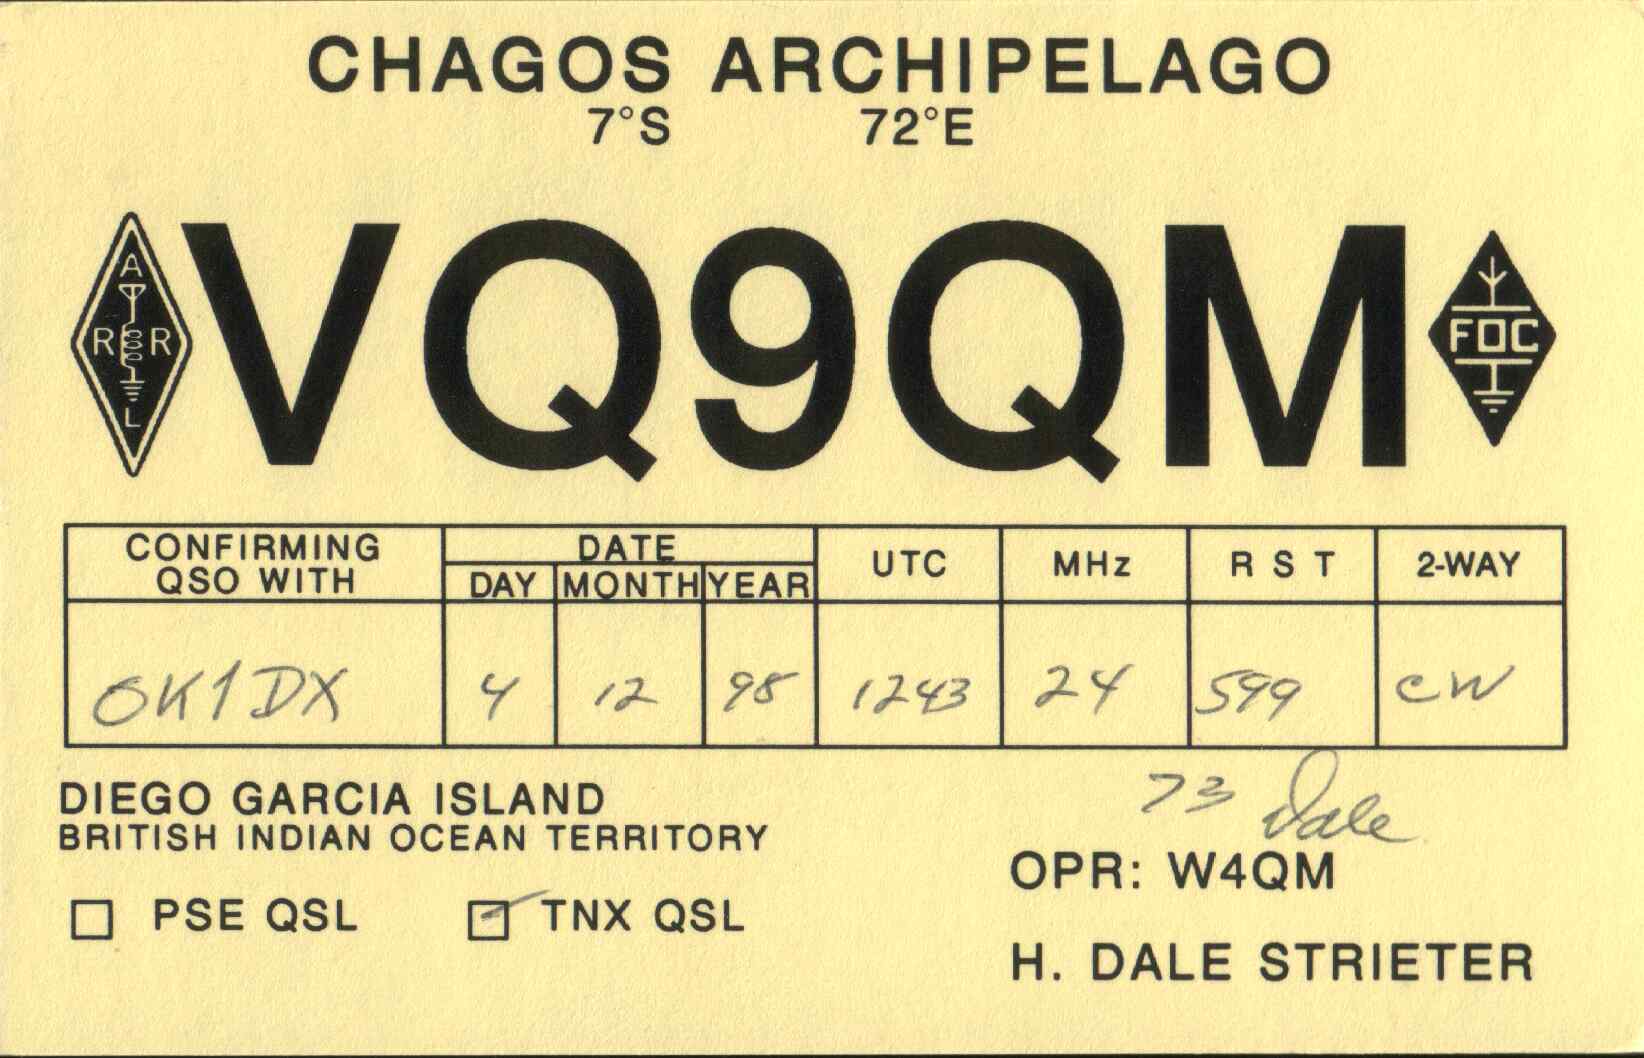 CHAGOS ARCHIPELAGO
7°S 72°E
ARRL VQ9QM FOC
CONFIRMING QSO WITH DATE UTC MHz R S T 2-WAY
DAY MONTH YEAR
OK1DX 4 12 98 1243 24 599 CW
DIEGO GARCIA ISLAND
73 Dale
BRITISH INDIAN OCEAN TERRITORY
OPR: W4QM
PSE QSL TNX QSL
H. DALE STRIETER